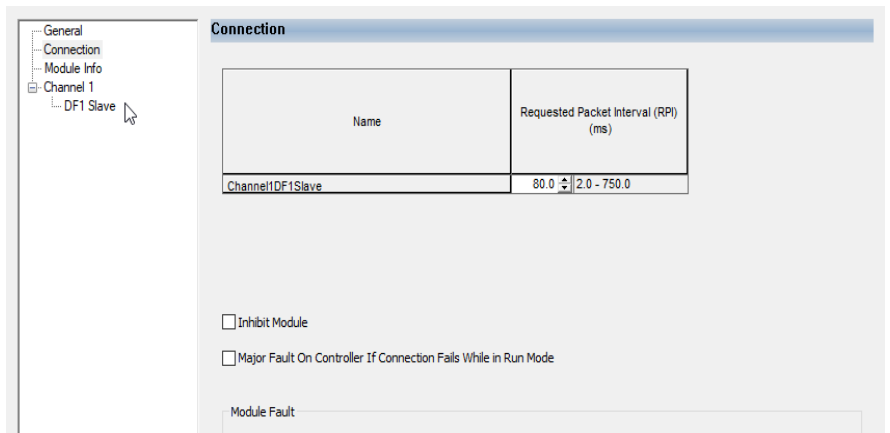 General
Connection
Module Info
Channel 1
DF1 Slave
Connection
Name
Requested Packet Interval (RPI)
(ms)
Channel1DF1Slave
80.0
2.0 - 750.0
Inhibit Module
Major Fault On Controller If Connection Fails While in Run Mode
Module Fault